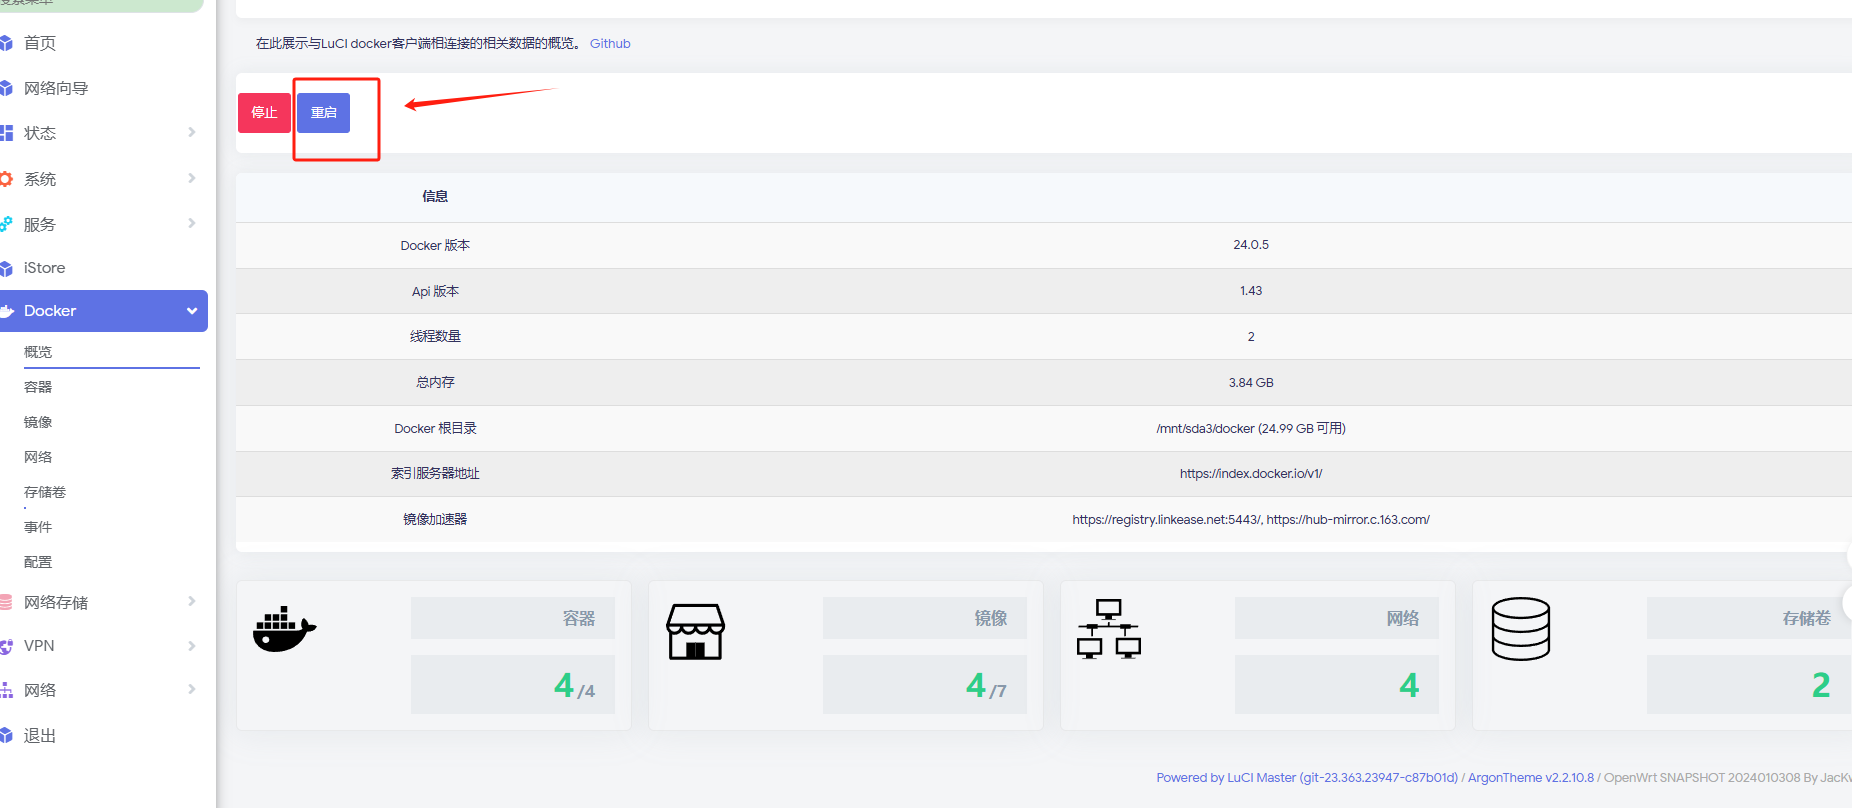 搜索菜单
首页
网络向导
状态
系统
服务
iStore
Docker
概览
容器
镜像
网络
存储卷
事件
配置
网络存储
VPN
网络
退出
在此展示与LuCI docker客户端相连接的相关数据的概览。 Github
停止 重启
信息
Docker 版本 24.0.5
Api 版本 1.43
线程数量 2
总内存 3.84 GB
Docker 根目录 /mnt/sda3/docker (24.99 GB 可用)
索引服务器地址 https://index.docker.io/v1/
镜像加速器 https://registry.linkease.net:5443/, https://hub-mirror.c.163.com/
容器 镜像 网络 存储卷
4/4 4/7 4 2
Powered by LuCI Master (git-23.363.23947-c87b01d) / ArgonTheme v2.2.10.8 / OpenWrt SNAPSHOT 2024010308 By